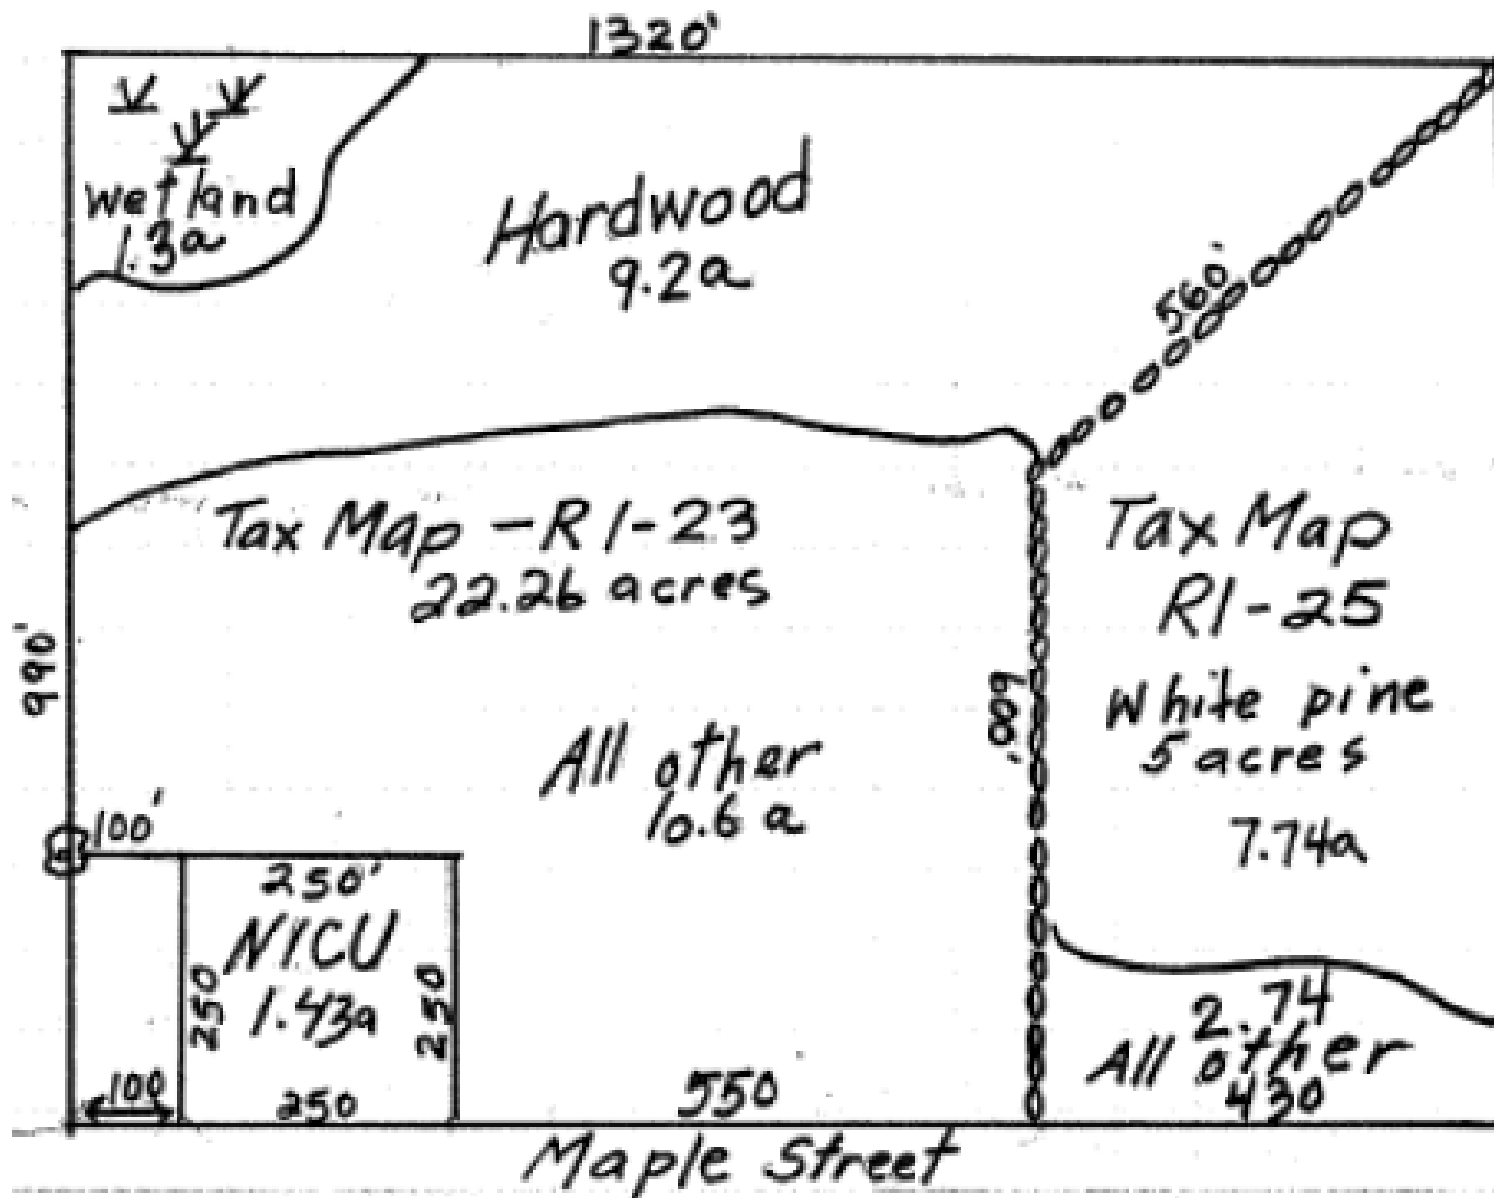 1320'
wetland
1.3a
Hardwood
9.2a
560'
Tax Map - R1-23
22.26 acres
Tax Map
R1-25
White pine
5 acres
7.74a
990'
600'
All other
10.6 a
100'
250'
NICU
1.43a
250
250
100
250
550
2.74
All other
430
Maple Street